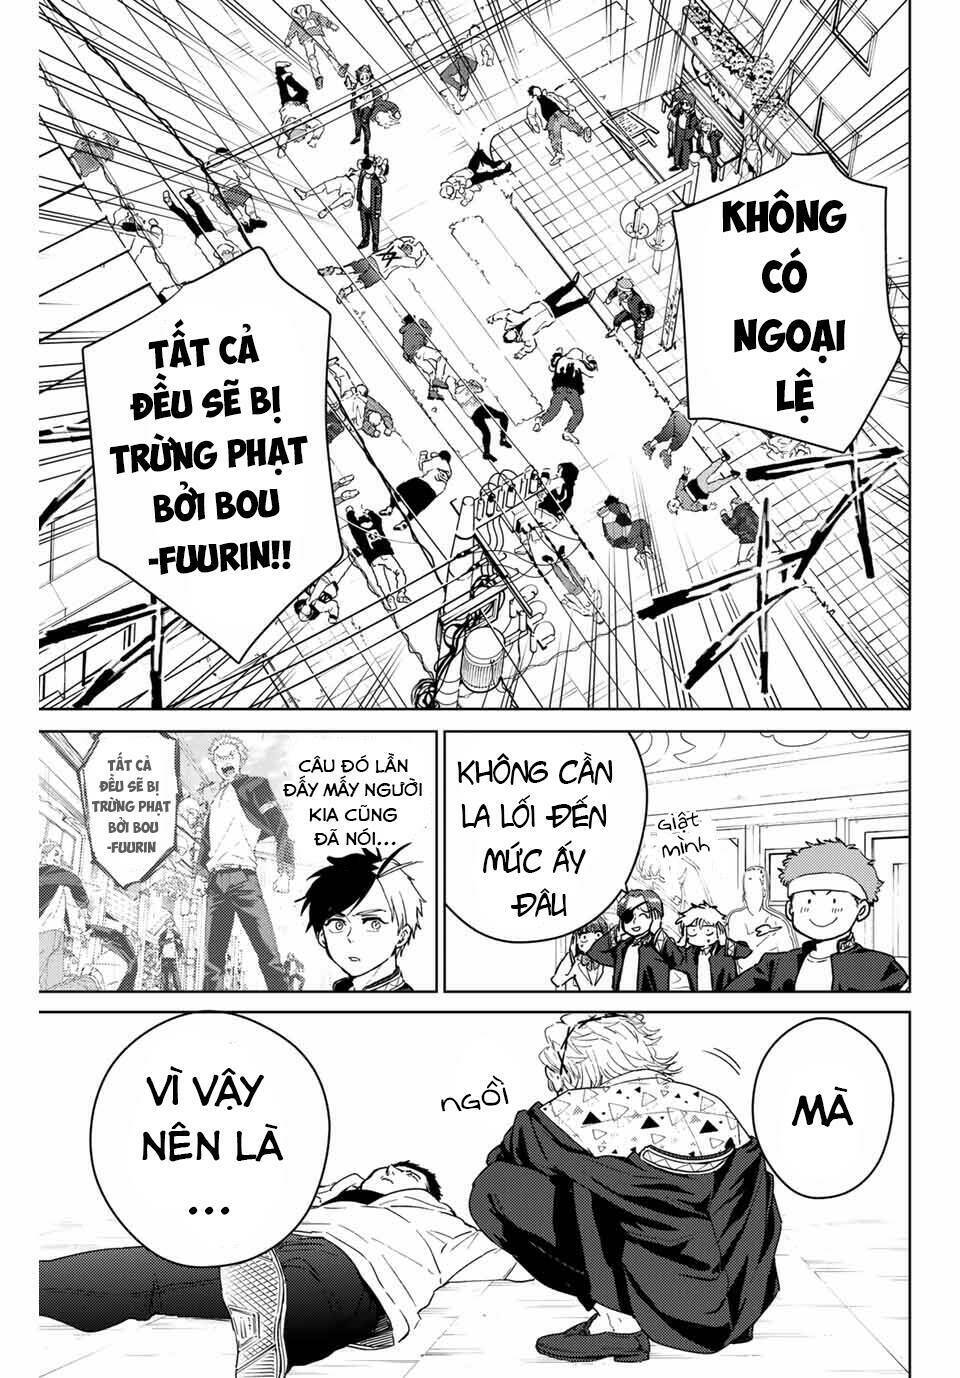 KHÔNG
CÓ
NGOẠI
LỆ
TẤT CẢ
ĐỀU SẼ BỊ
TRỪNG PHẠT
BỞI BOU
-FUURIN!!
KHÔNG CẦN
LA LỐI ĐẾN
MỨC ẤY
ĐÂU
Giật
mình
CÂU ĐÓ LẦN
ĐẤY MẤY NGƯỜI
KIA CŨNG
ĐÃ NÓI...
TẤT CẢ
ĐỀU SẼ BỊ
TRỪNG PHẠT
BỞI BOU
-FUURIN
MÀ
NGỒI
VÌ VẬY
NÊN LÀ
...